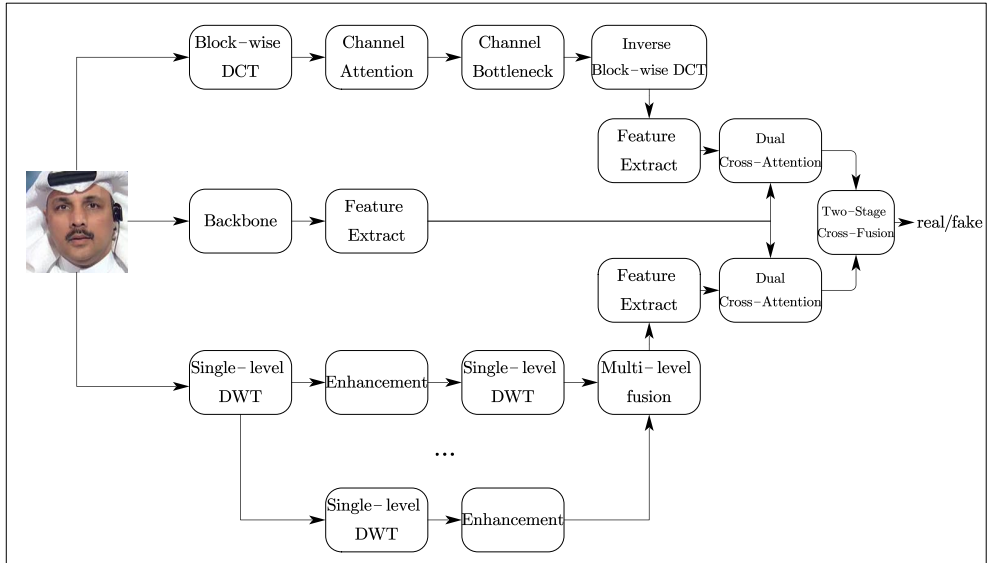 Block-wise
DCT
Channel
Attention
Channel
Bottleneck
Inverse
Block-wise DCT
Feature
Extract
Dual
Cross-Attention
Backbone
Feature
Extract
Two-Stage
Cross-Fusion
real/fake
Feature
Extract
Dual
Cross-Attention
Single-level
DWT
Enhancement
Single-level
DWT
Multi-level
fusion
...
Single-level
DWT
Enhancement